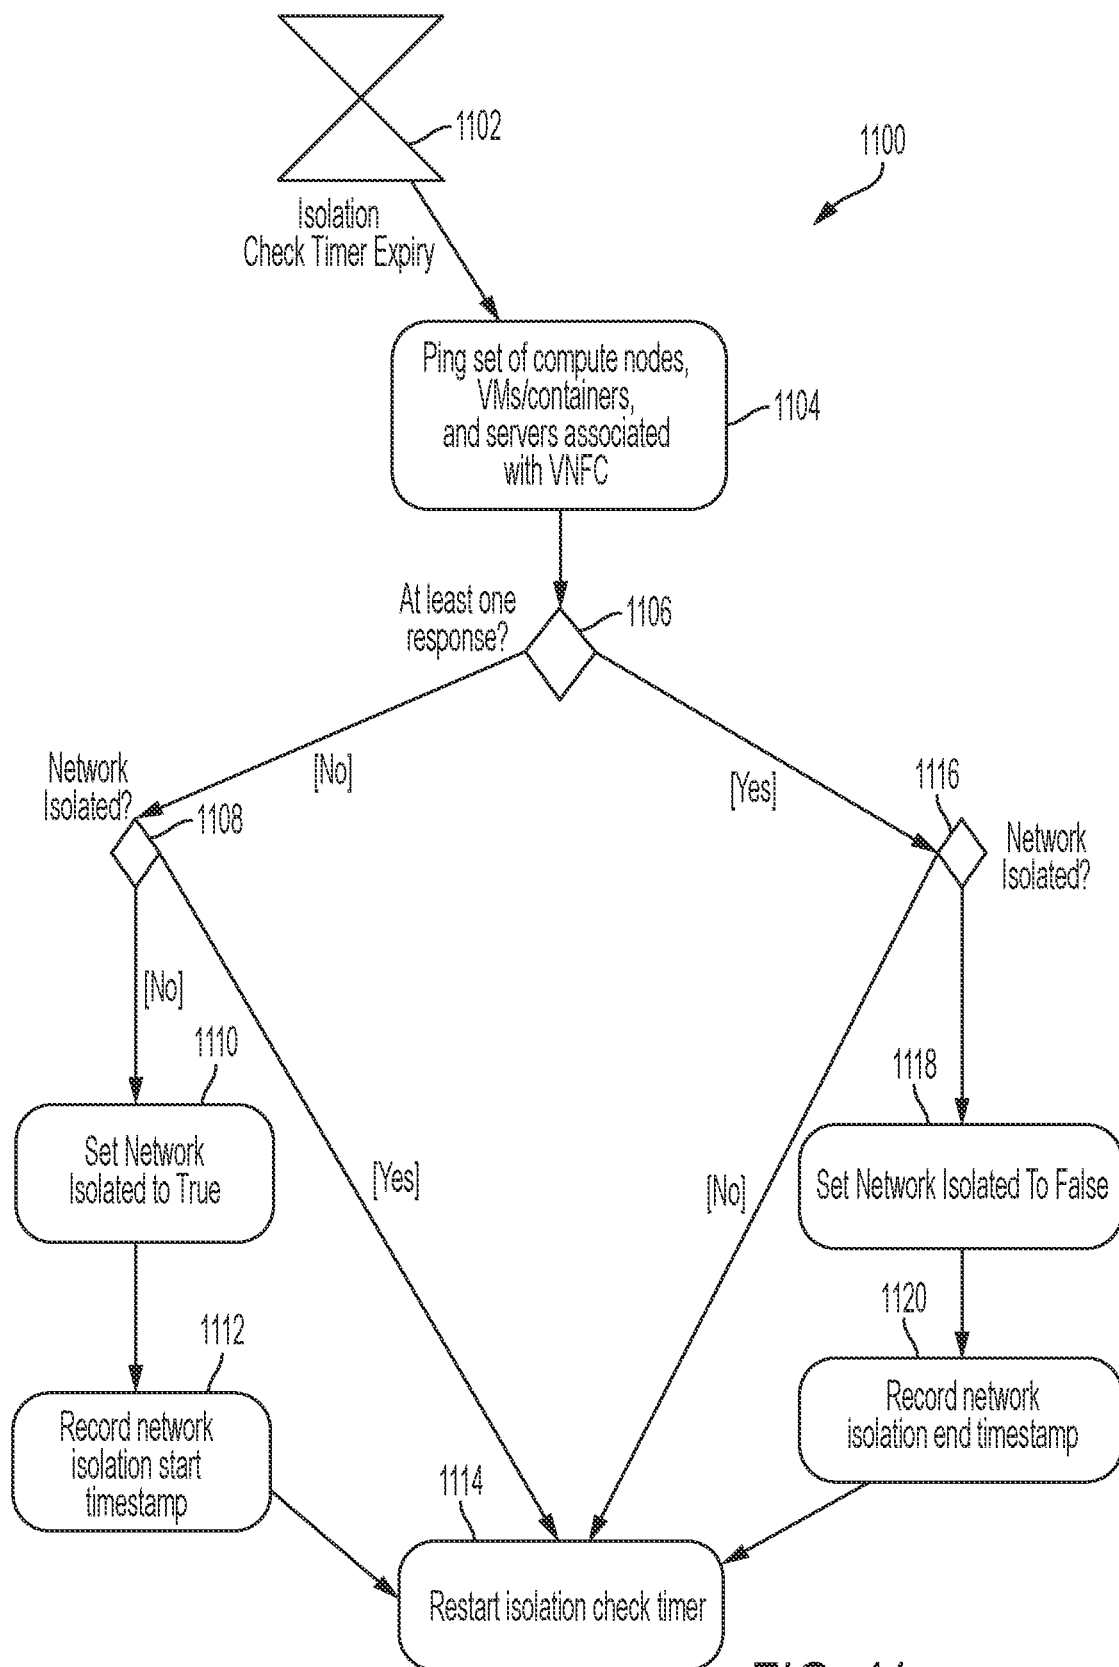 1102
1100
Isolation
Check Timer Expiry
Ping set of compute nodes,
VMs/containers,
and servers associated
with VNFC
1104
At least one
response?
1106
[No]
[Yes]
Network
Isolated?
1108
1116
Network
Isolated?
[No]
1110
1118
Set Network
Isolated to True
[Yes]
[No]
Set Network Isolated To False
1112
1120
Record network
isolation start
timestamp
Record network
isolation end timestamp
1114
Restart isolation check timer